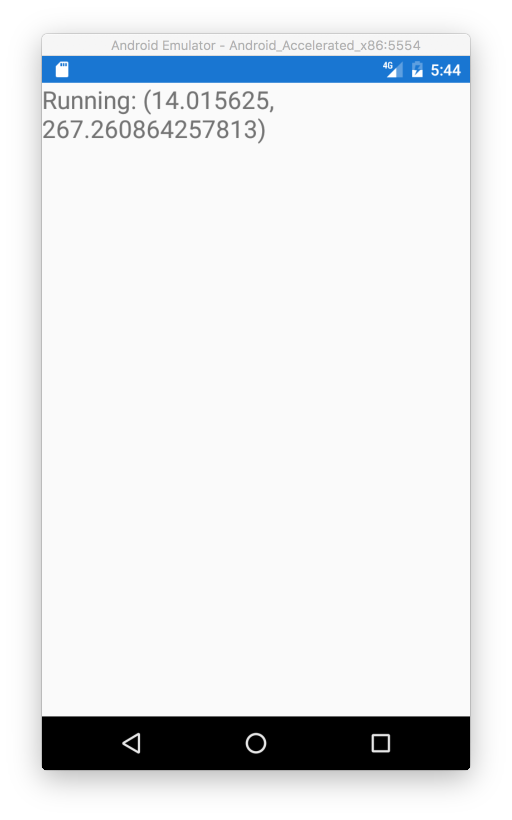 Android Emulator - Android_Accelerated_x86:5554
4G 5:44
Running: (14.015625,
267.260864257813)